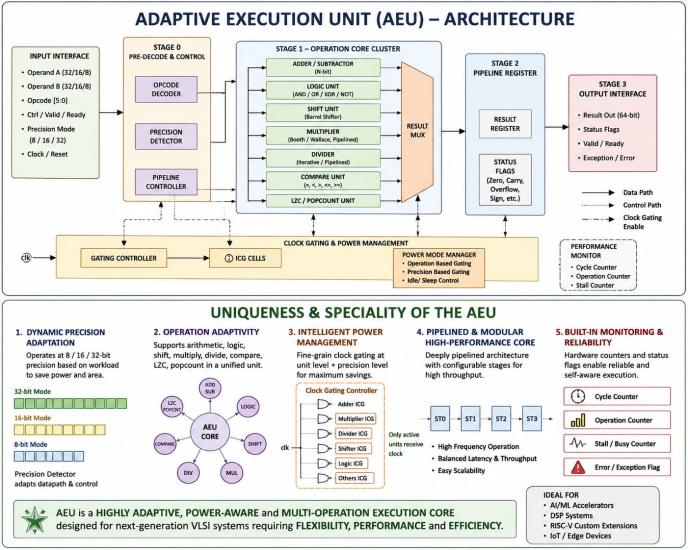 ADAPTIVE EXECUTION UNIT (AEU) – ARCHITECTURE
INPUT INTERFACE
• Operand A (32/16/8)
• Operand B (32/16/8)
• Opcode [5:0]
• Ctrl / Valid / Ready
• Precision Mode
(8 / 16 / 32)
• Clock / Reset
STAGE 0
PRE-DECODE & CONTROL
OPCODE
DECODER
PRECISION
DETECTOR
PIPELINE
CONTROLLER
STAGE 1 – OPERATION CORE CLUSTER
ADDER / SUBTRACTOR
(N-bit)
LOGIC UNIT
(AND / OR / XOR / NOT)
SHIFT UNIT
(Barrel Shifter)
MULTIPLIER
(Booth / Wallace, Pipelined)
DIVIDER
(Iterative / Pipelined)
COMPARE UNIT
(=, <, >, <=, >=)
LZC / POPCOUNT UNIT
RESULT
MUX
STAGE 2
PIPELINE REGISTER
RESULT
REGISTER
STATUS
FLAGS
(Zero, Carry,
Overflow,
Sign, etc.)
STAGE 3
OUTPUT INTERFACE
• Result Out (64-bit)
• Status Flags
• Valid / Ready
• Exception / Error
Data Path
Control Path
Clock Gating
Enable
clk
CLOCK GATING & POWER MANAGEMENT
GATING CONTROLLER
ICG CELLS
POWER MODE MANAGER
• Operation Based Gating
• Precision Based Gating
• Idle/ Sleep Control
PERFORMANCE
MONITOR
• Cycle Counter
• Operation Counter
• Stall Counter
UNIQUENESS & SPECIALITY OF THE AEU
1. DYNAMIC PRECISION
ADAPTATION
Operates at 8 / 16 / 32-bit
precision based on workload
to save power and area.
32-bit Mode
16-bit Mode
8-bit Mode
Precision Detector
adapts datapath & control
2. OPERATION ADAPTIVITY
Supports arithmetic, logic,
shift, multiply, divide, compare,
LZC, popcount in a unified unit.
ADD
SUB
LZC
POPCNT
LOGIC
AEU
CORE
COMPARE
SHIFT
DIV
MUL
3. INTELLIGENT POWER
MANAGEMENT
Fine-grain clock gating at
unit level + precision level
for maximum savings.
Clock Gating Controller
clk
Adder ICG
Multiplier ICG
Divider ICG
Shifter ICG
Logic ICG
Others ICG
Only active
units receive
clock
4. PIPELINED & MODULAR
HIGH-PERFORMANCE CORE
Deeply pipelined architecture
with configurable stages for
high throughput.
ST0
ST1
ST2
ST3
• High Frequency Operation
• Balanced Latency & Throughput
• Easy Scalability
5. BUILT-IN MONITORING &
RELIABILITY
Hardware counters and status
flags enable reliable and
self-aware execution.
Cycle Counter
Operation Counter
Stall / Busy Counter
Error / Exception Flag
AEU is a HIGHLY ADAPTIVE, POWER-AWARE and MULTI-OPERATION EXECUTION CORE
designed for next-generation VLSI systems requiring FLEXIBILITY, PERFORMANCE and EFFICIENCY.
IDEAL FOR
• AI/ML Accelerators
• DSP Systems
• RISC-V Custom Extensions
• IoT / Edge Devices